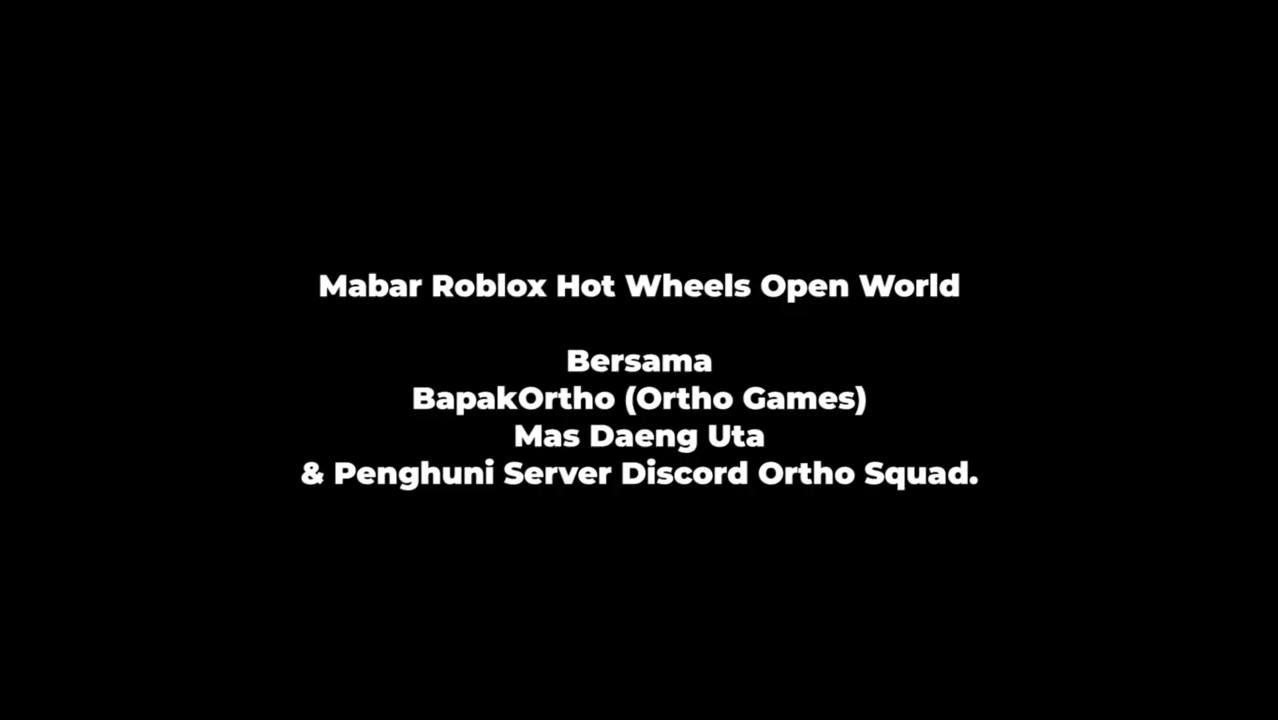 Mabar Roblox Hot Wheels Open World
Bersama
BapakOrtho (Ortho Games)
Mas Daeng Uta
& Penghuni Server Discord Ortho Squad.